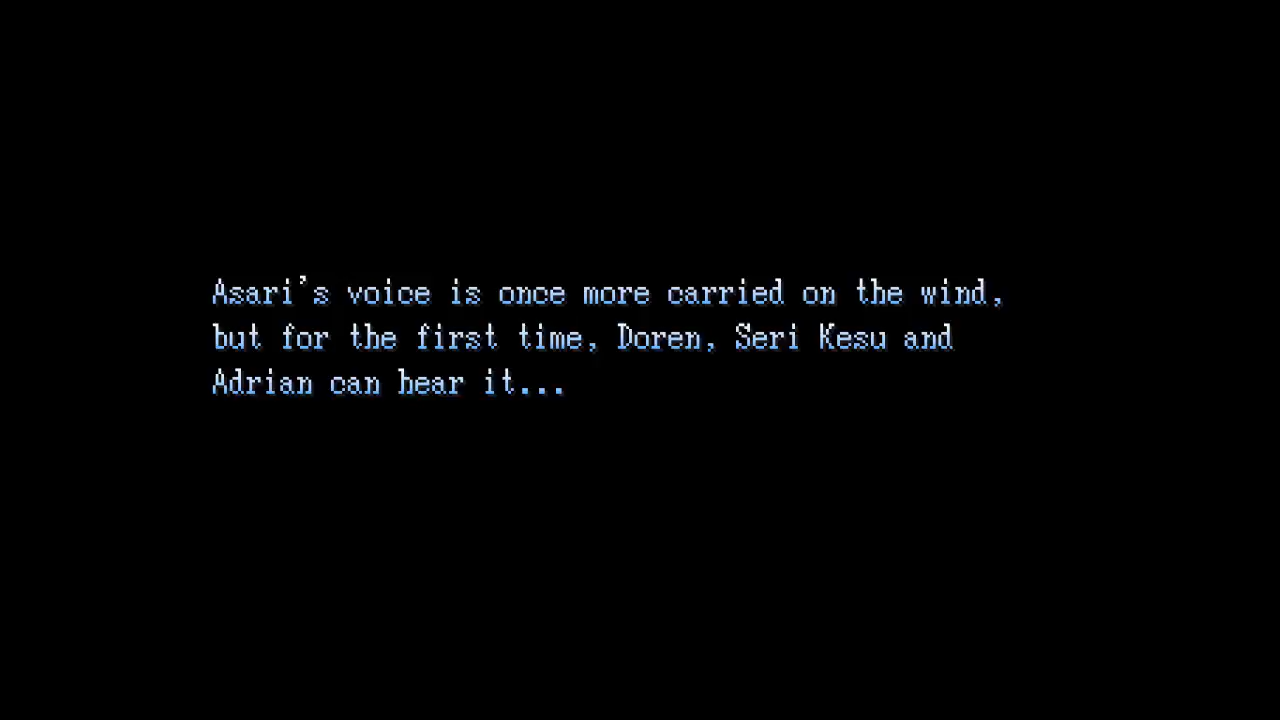 Asari's voice is once more carried on the wind,
but for the first time, Doren, Seri Kesu and
Adrian can hear it...